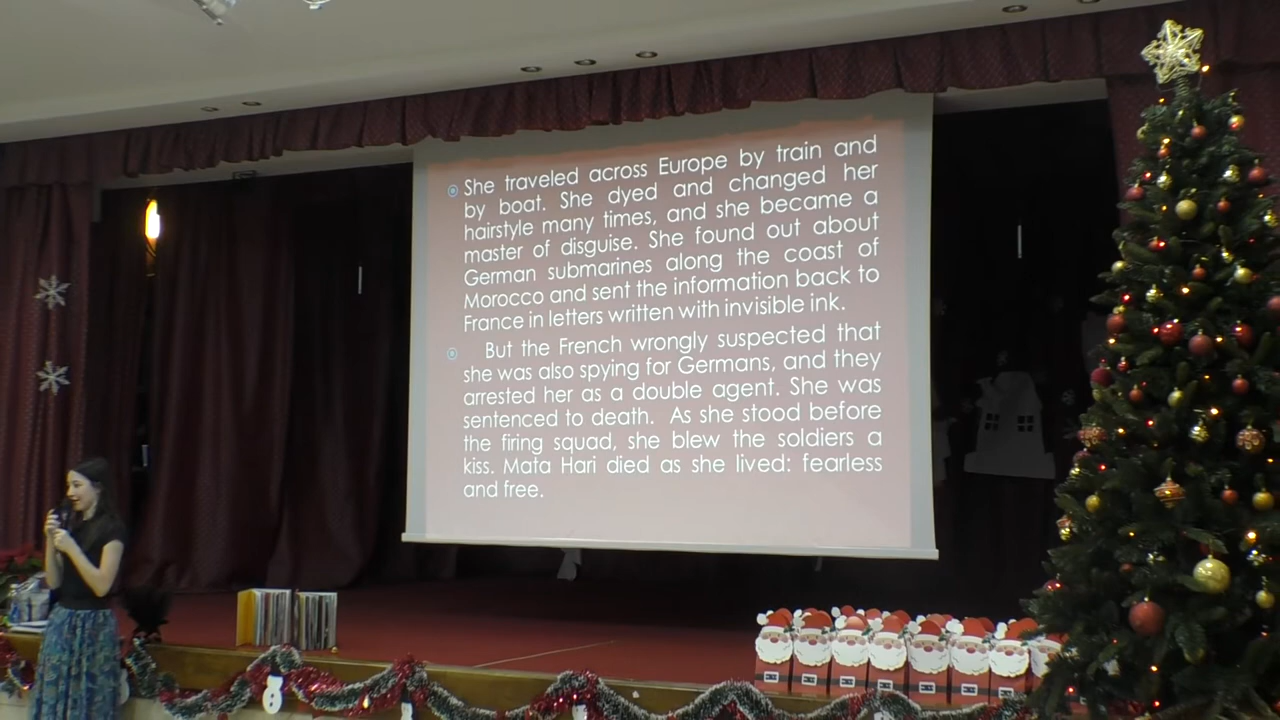 She traveled across Europe by train and
by boat. She dyed and changed her
hairstyle many times, and she became a
master of disguise. She found out about
German submarines along the coast of
Morocco and sent the information back to
France in letters written with invisible ink.
But the French wrongly suspected that
she was also spying for Germans, and they
arrested her as a double agent. She was
sentenced to death. As she stood before
the firing squad, she blew the soldiers a
kiss. Mata Hari died as she lived: fearless
and free.